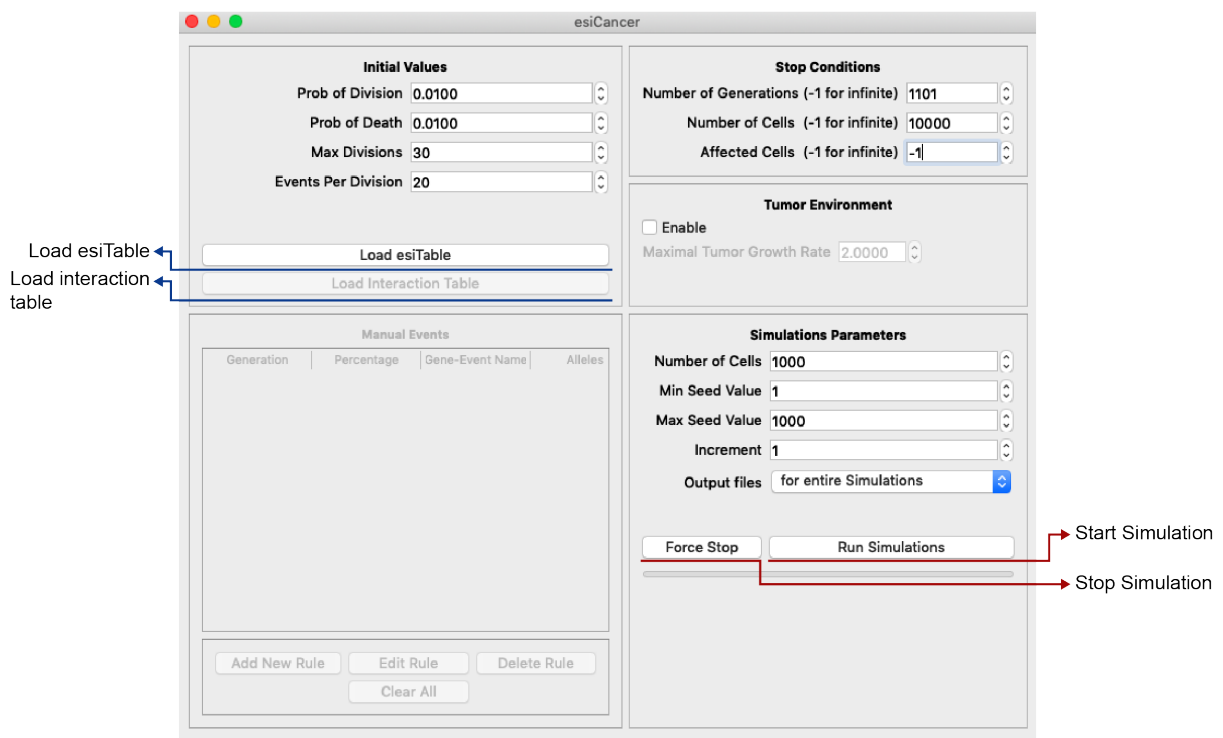 esiCancer
Initial Values
Prob of Division 0.0100
Prob of Death 0.0100
Max Divisions 30
Events Per Division 20
Load esiTable
Load Interaction Table
Load esiTable
Load interaction
table
Manual Events
Generation Percentage Gene-Event Name Alleles
Add New Rule Edit Rule Delete Rule
Clear All
Stop Conditions
Number of Generations (-1 for infinite) 1101
Number of Cells (-1 for infinite) 10000
Affected Cells (-1 for infinite) -1
Tumor Environment
Enable
Maximal Tumor Growth Rate 2.0000
Simulations Parameters
Number of Cells 1000
Min Seed Value 1
Max Seed Value 1000
Increment 1
Output files for entire Simulations
Force Stop Run Simulations
Start Simulation
Stop Simulation